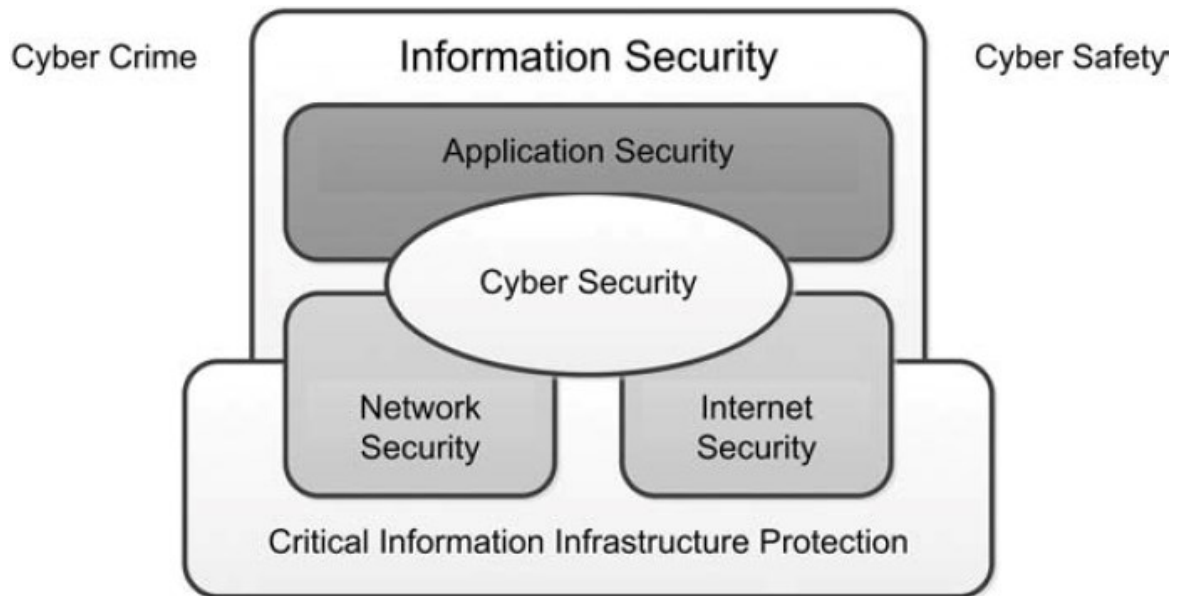 Cyber Crime
Information Security
Cyber Safety
Application Security
Cyber Security
Network
Security
Internet
Security
Critical Information Infrastructure Protection